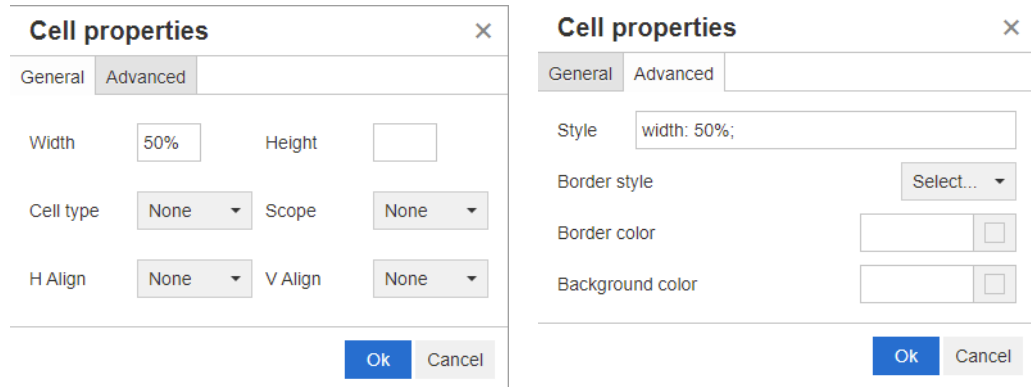 Cell properties ×
General Advanced
Width 50% Height
Cell type None Scope None
H Align None V Align None
Ok Cancel
Cell properties ×
General Advanced
Style width: 50%;
Border style Select...
Border color
Background color
Ok Cancel